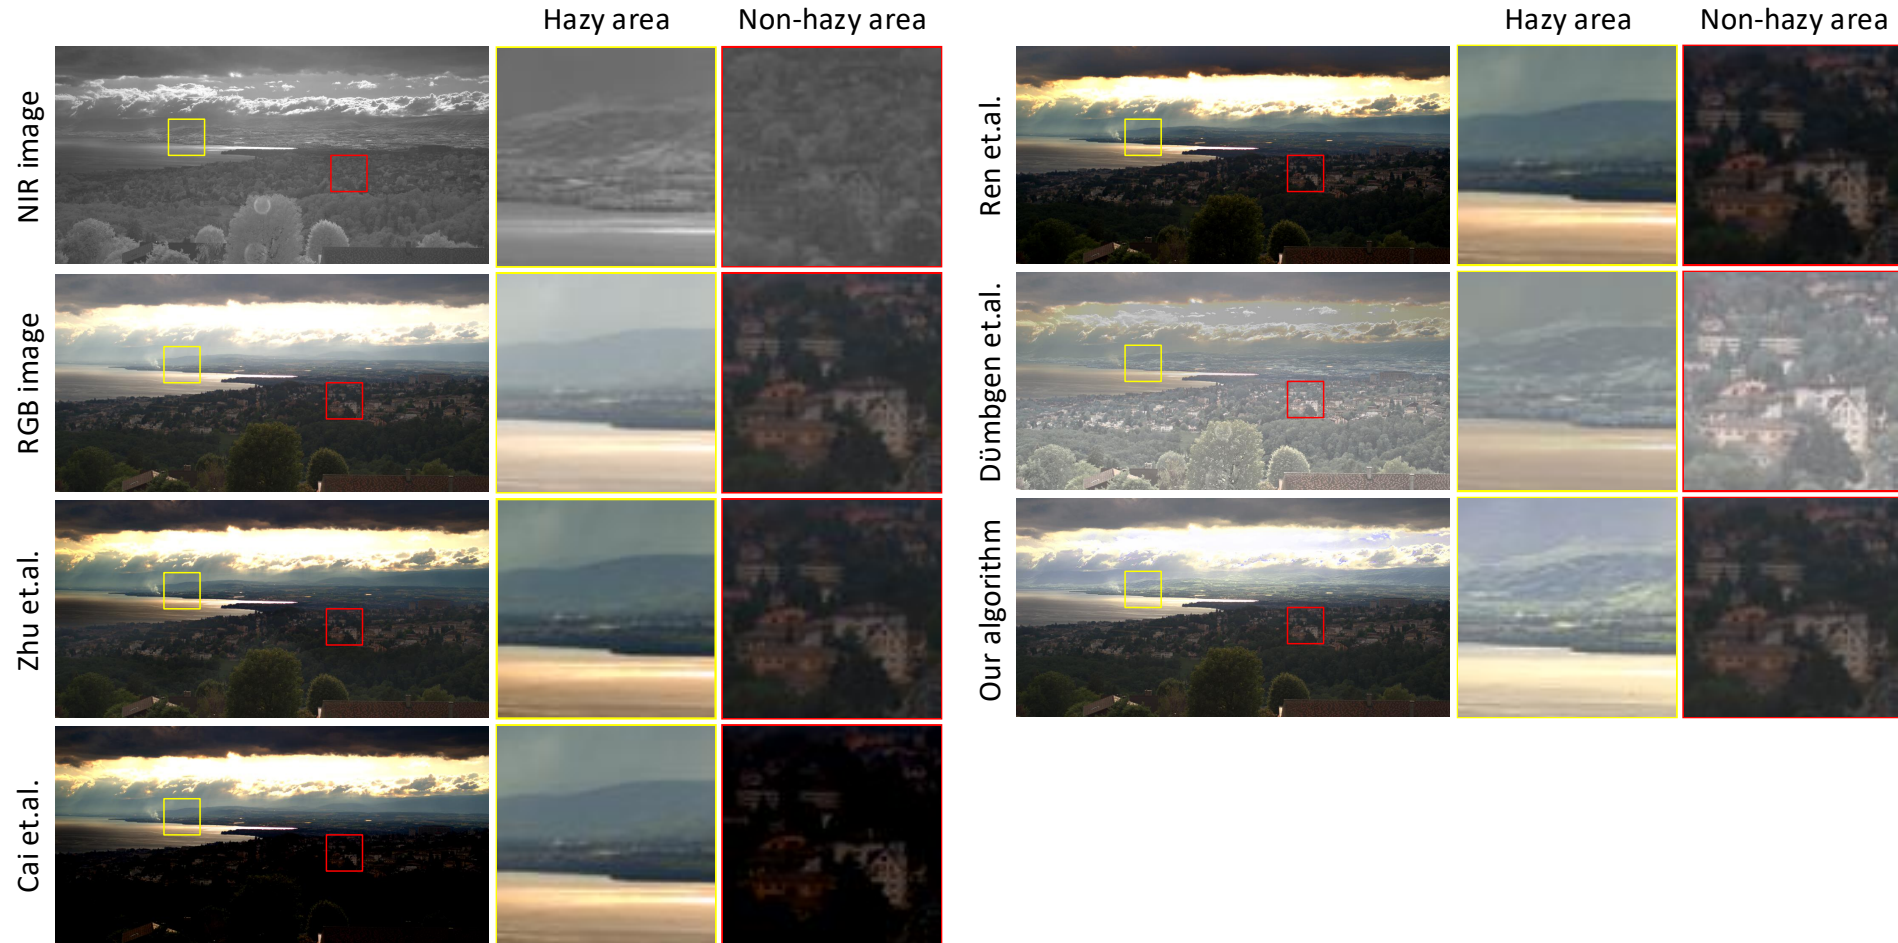 Hazy area
Non-hazy area
NIR image
RGB image
Zhu et.al.
Cai et.al.
Hazy area
Non-hazy area
Ren et.al.
Dümbgen et.al.
Our algorithm